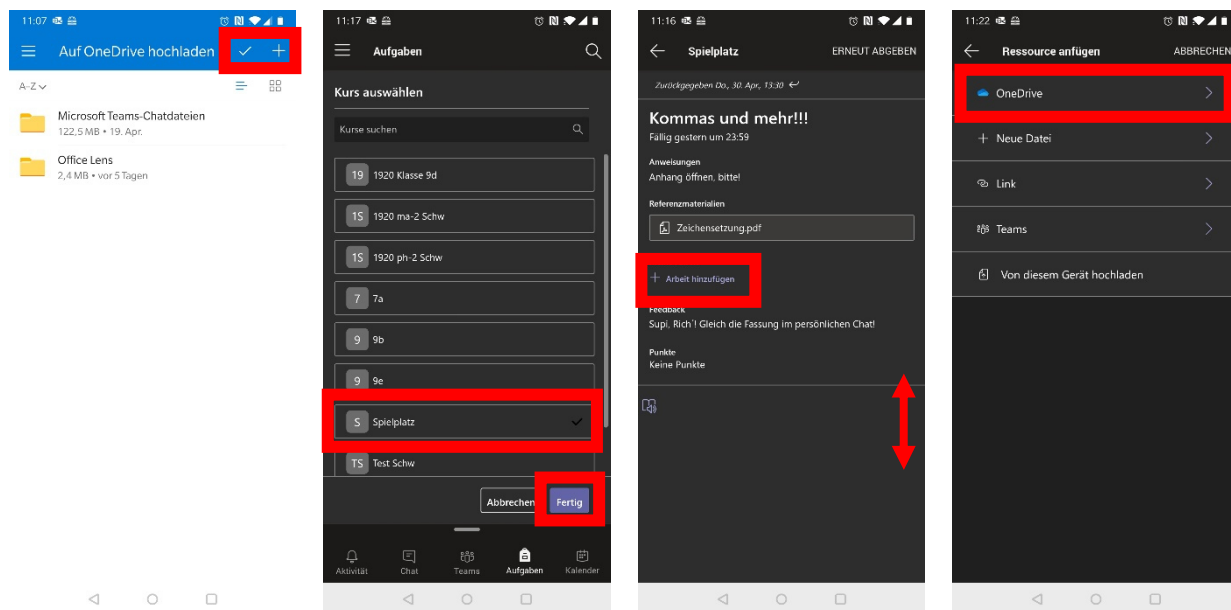 11:07
Auf OneDrive hochladen
A-Z
Microsoft Teams-Chatdateien
122,5 MB • 19. Apr.
Office Lens
2,4 MB • vor 5 Tagen
11:17
Aufgaben
Kurs auswählen
Kurse suchen
19 1920 Klasse 9d
1S 1920 ma-2 Schw
1S 1920 ph-2 Schw
7 7a
9 9b
9 9e
S Spielplatz
TS Test Schw
Abbrechen Fertig
Aktivität Chat Teams Aufgaben Kalender
11:16
Spielplatz ERNEUT ABGEBEN
Zurückgegeben Do., 30. Apr., 13:30
Kommas und mehr!!!
Fällig gestern um 23:59
Anweisungen
Anhang öffnen, bitte!
Referenzmaterialien
Zeichensetzung.pdf
+ Arbeit hinzufügen
Feedback
Supi, Rich'! Gleich die Fassung im persönlichen Chat!
Punkte
Keine Punkte
11:22
Ressource anfügen ABBRECHEN
OneDrive
+ Neue Datei
Link
Teams
Von diesem Gerät hochladen